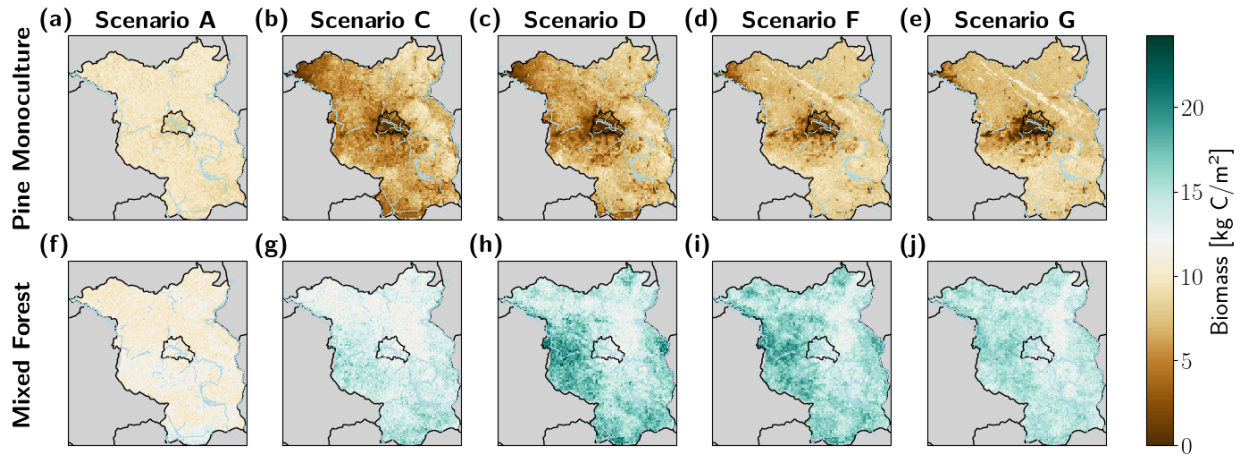 Scenario A
Scenario C
Scenario D
Scenario F
Scenario G
(a)
(b)
(c)
(d)
(e)
Pine Monoculture
(f)
(g)
(h)
(i)
(j)
Mixed Forest
20
15
10
5
0
Biomass [kg C/m²]